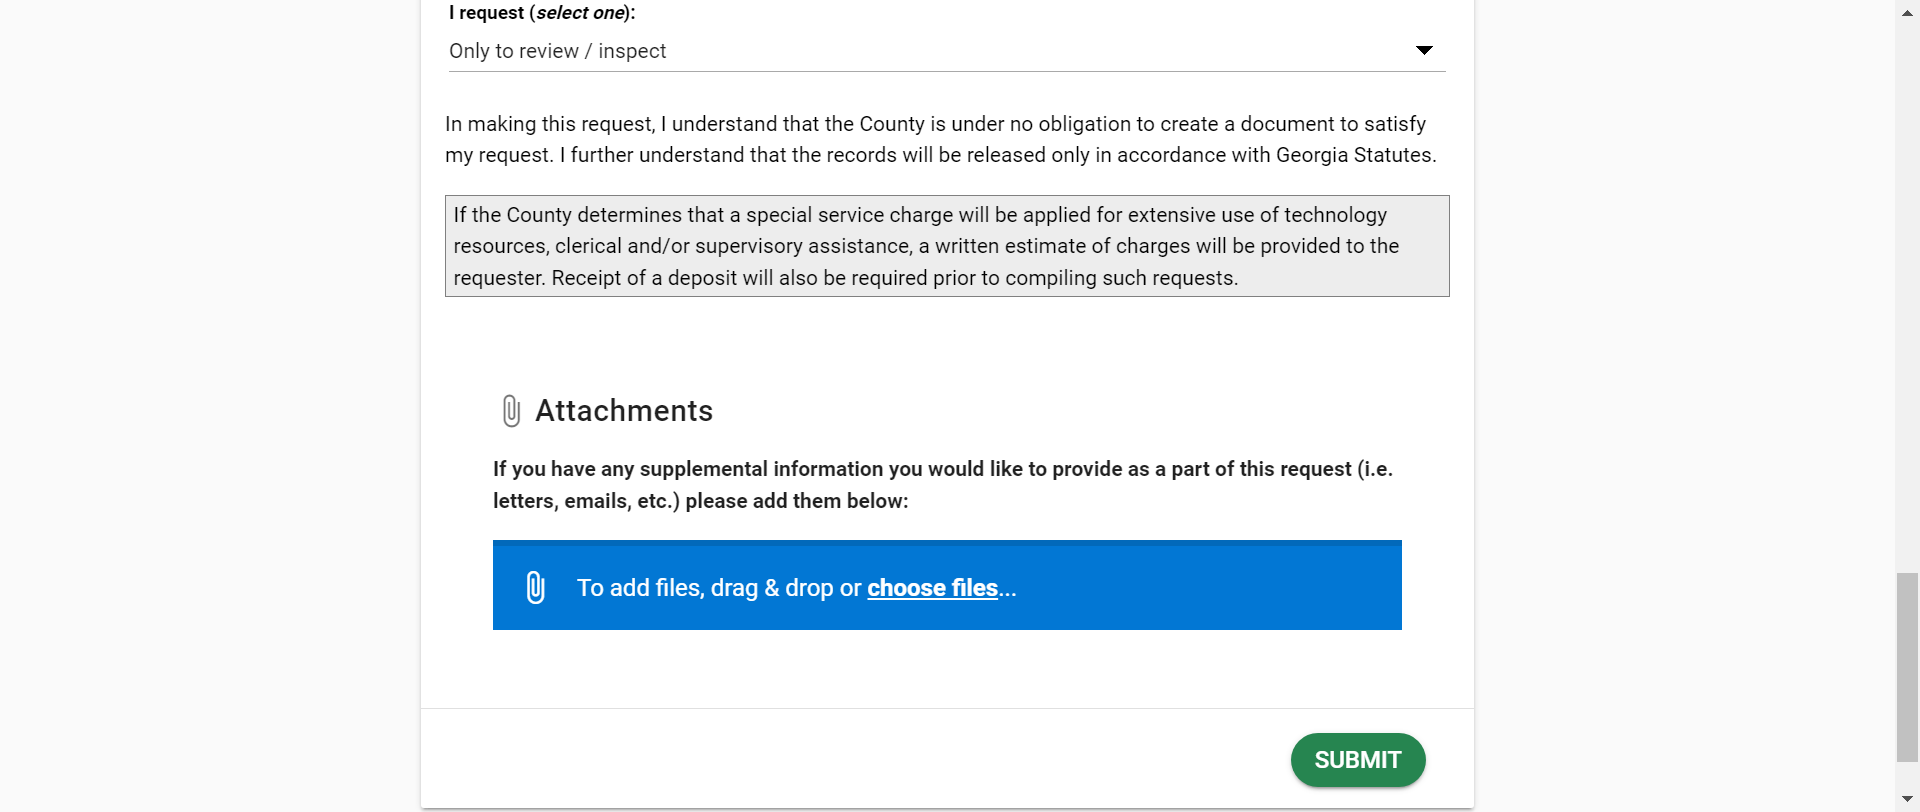 I request (select one):
Only to review / inspect
In making this request, I understand that the County is under no obligation to create a document to satisfy
my request. I further understand that the records will be released only in accordance with Georgia Statutes.
If the County determines that a special service charge will be applied for extensive use of technology
resources, clerical and/or supervisory assistance, a written estimate of charges will be provided to the
requester. Receipt of a deposit will also be required prior to compiling such requests.
Attachments
If you have any supplemental information you would like to provide as a part of this request (i.e.
letters, emails, etc.) please add them below:
To add files, drag & drop or choose files...
SUBMIT